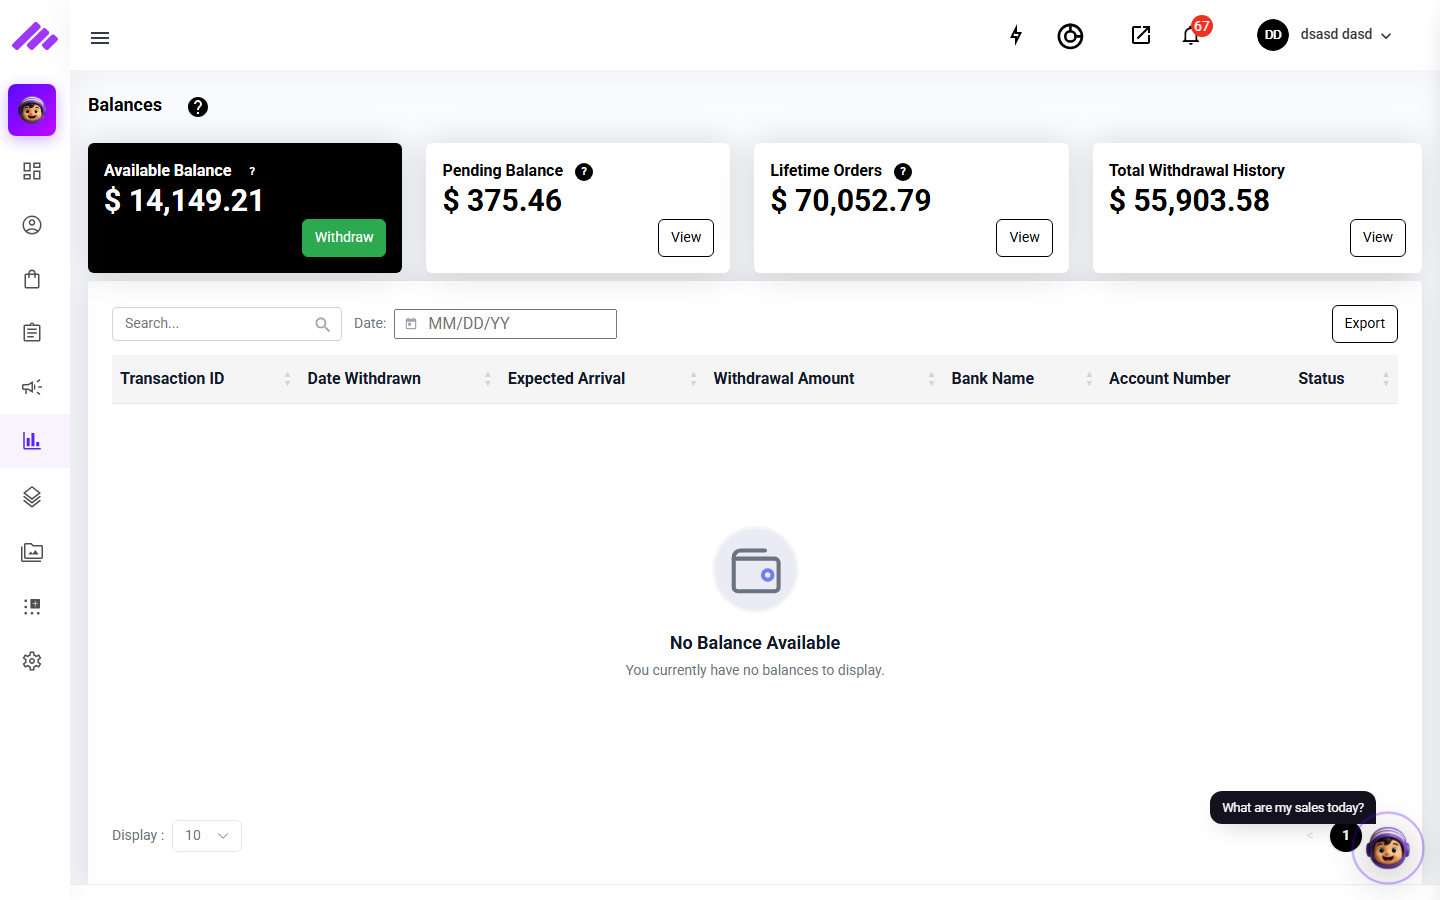 67
DD
dsasd dasd
Balances
?
Available Balance ?
$ 14,149.21
Withdraw
Pending Balance ?
$ 375.46
View
Lifetime Orders ?
$ 70,052.79
View
Total Withdrawal History
$ 55,903.58
View
Search...
Date:
MM/DD/YY
Export
Transaction ID
Date Withdrawn
Expected Arrival
Withdrawal Amount
Bank Name
Account Number
Status
No Balance Available
You currently have no balances to display.
What are my sales today?
Display :
10
<
1